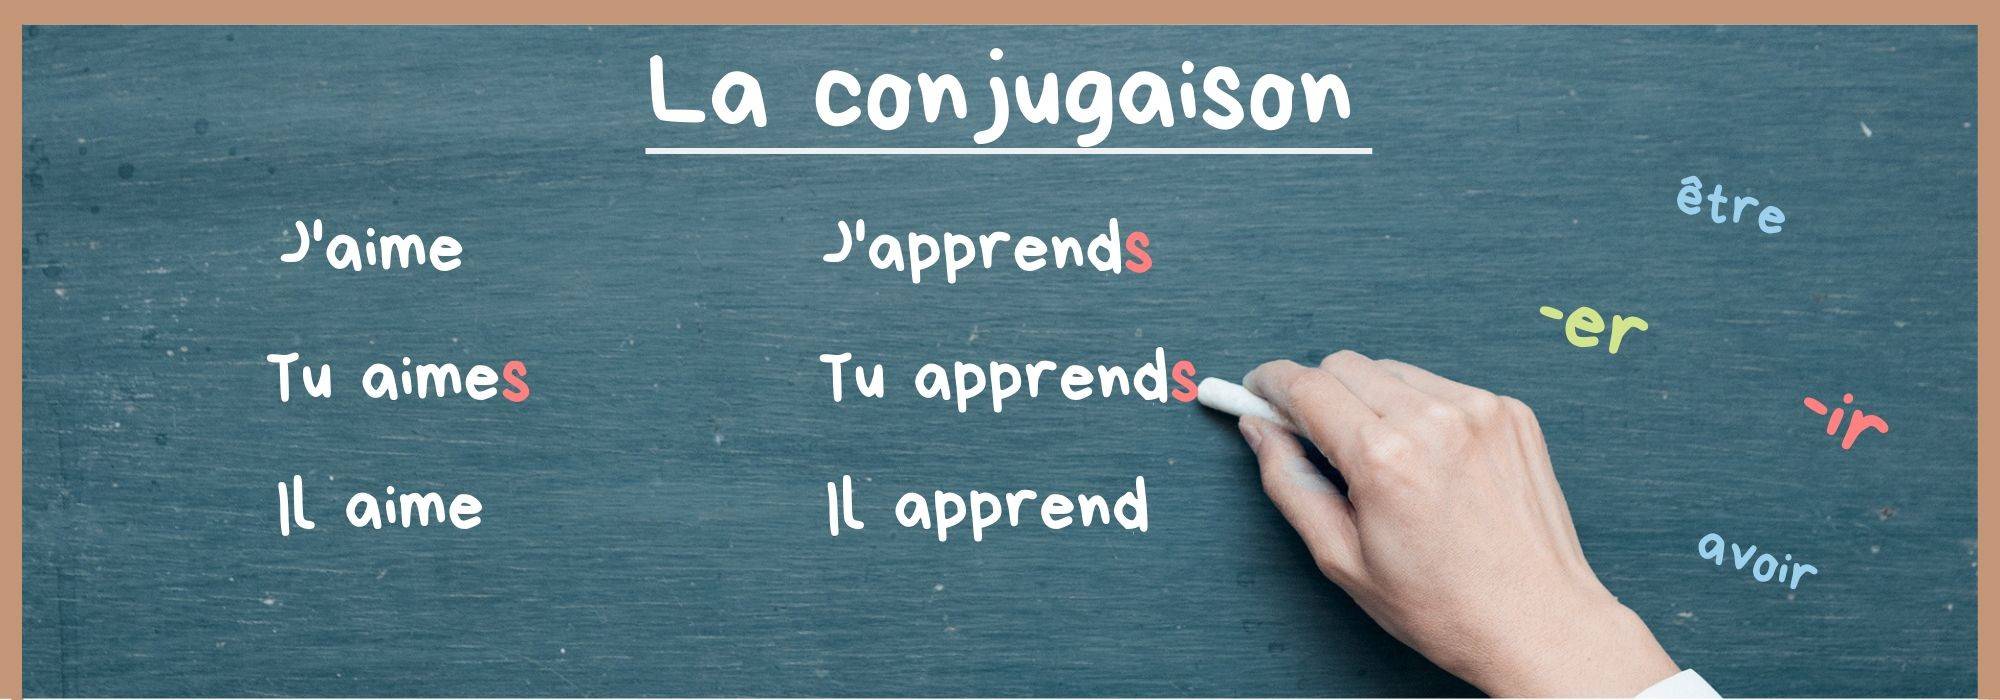 La conjugaison
J'aime
Tu aimes
Il aime
J'apprends
Tu apprends
Il apprend
être
-er
-ir
avoir